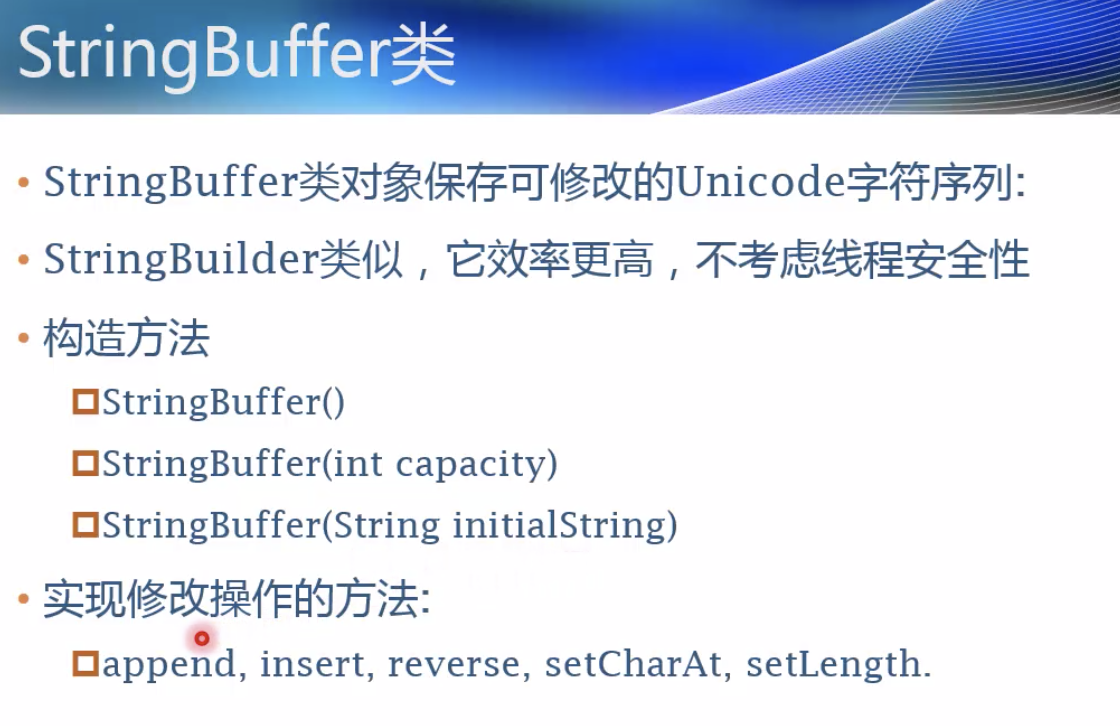 StringBuffer类
StringBuffer类对象保存可修改的Unicode字符序列:
StringBuilder类似，它效率更高，不考虑线程安全性
构造方法
StringBuffer()
StringBuffer(int capacity)
StringBuffer(String initialString)
实现修改操作的方法:
append, insert, reverse, setCharAt, setLength.